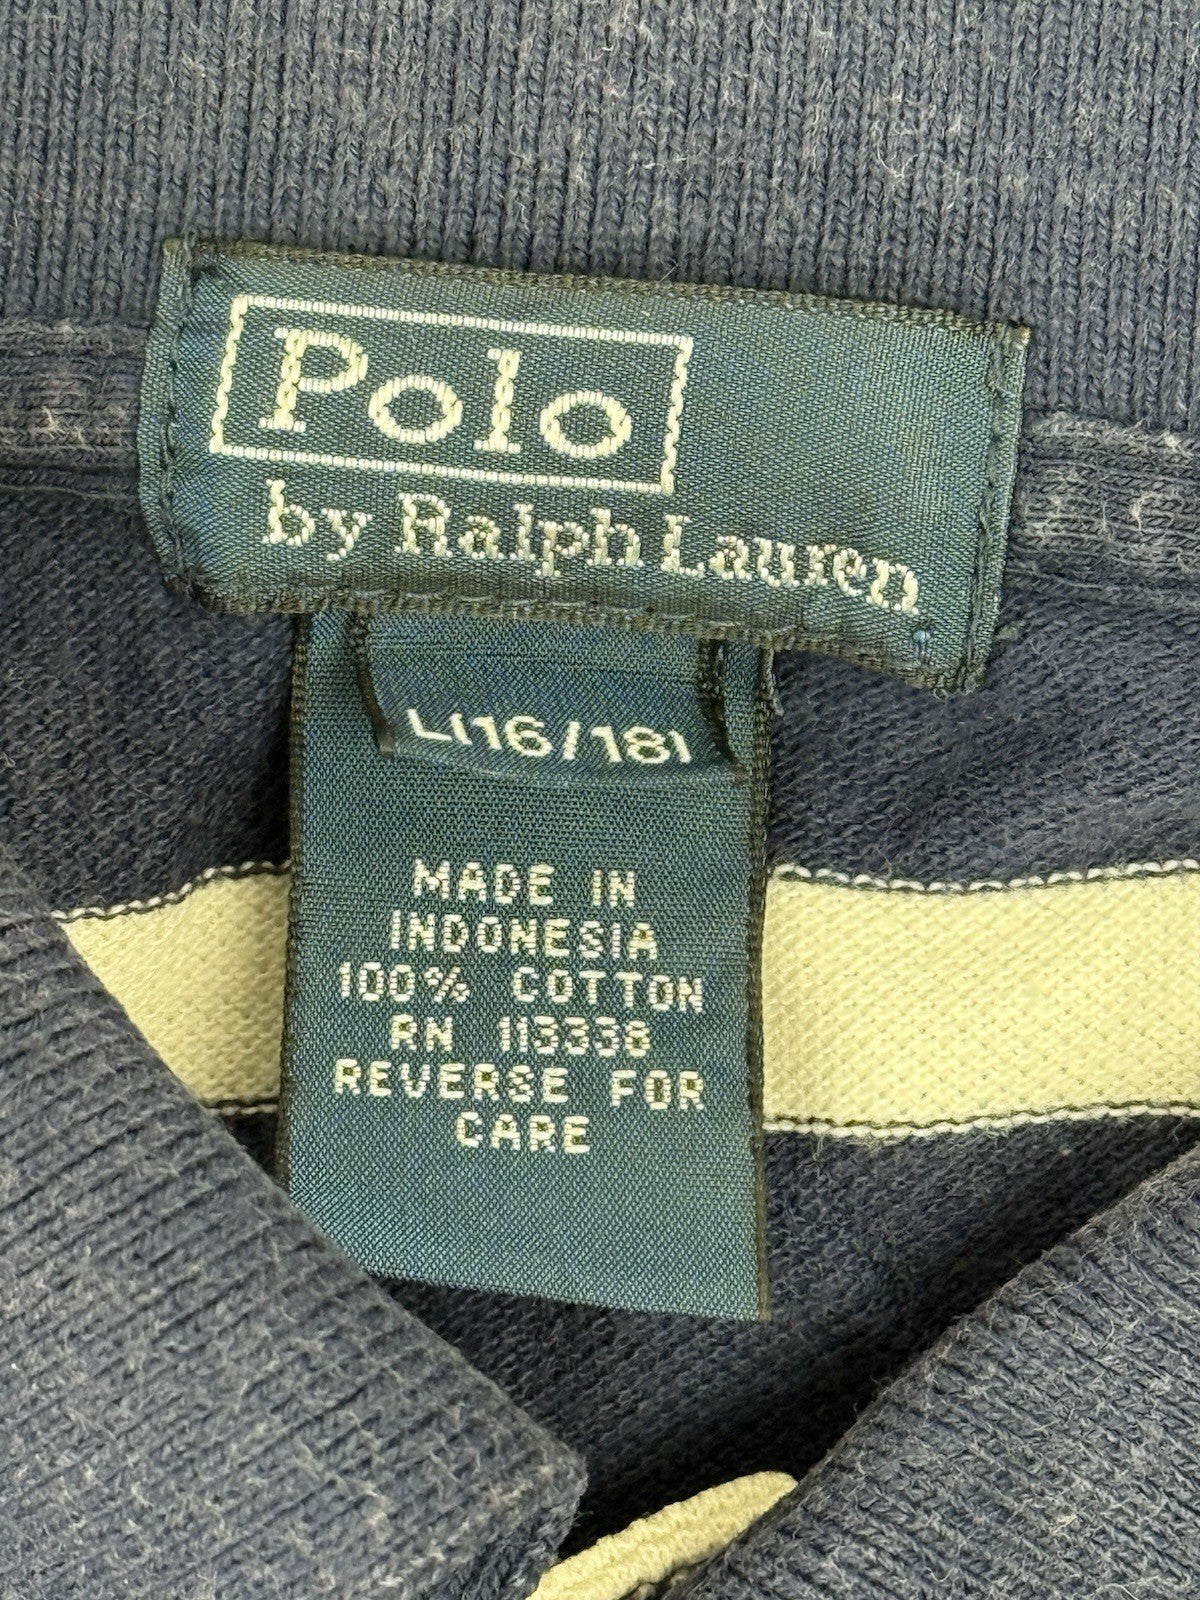 Polo
by Ralph Lauren
L(16/18)
MADE IN
INDONESIA
100% COTTON
RN 113338
REVERSE FOR
CARE